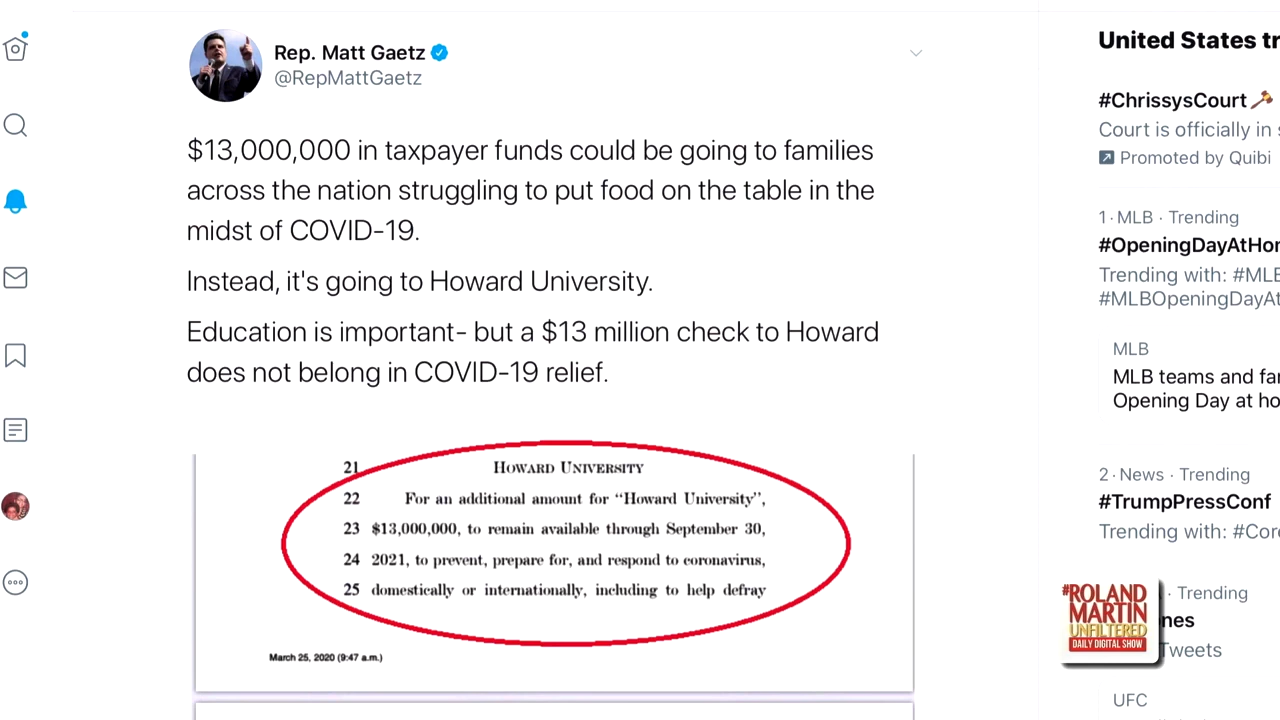 Rep. Matt Gaetz
@RepMattGaetz
$13,000,000 in taxpayer funds could be going to families
across the nation struggling to put food on the table in the
midst of COVID-19.
Instead, it's going to Howard University.
Education is important- but a $13 million check to Howard
does not belong in COVID-19 relief.
21 HOWARD UNIVERSITY
22 For an additional amount for "Howard University",
23 $13,000,000, to remain available through September 30,
24 2021, to prevent, prepare for, and respond to coronavirus,
25 domestically or internationally, including to help defray
March 25, 2020 (9:47 a.m.)
United States tr
#ChrissysCourt
Court is officially in
Promoted by Quibi
1 · MLB · Trending
#OpeningDayAtHo
Trending with: #MLB
#MLBOpeningDayAt
MLB
MLB teams and fa
Opening Day at ho
2 · News · Trending
#TrumpPressConf
Trending with: #Cor
· Trending
nes
Tweets
#ROLAND
MARTIN
UNFILTERED
DAILY DIGITAL SHOW
UFC